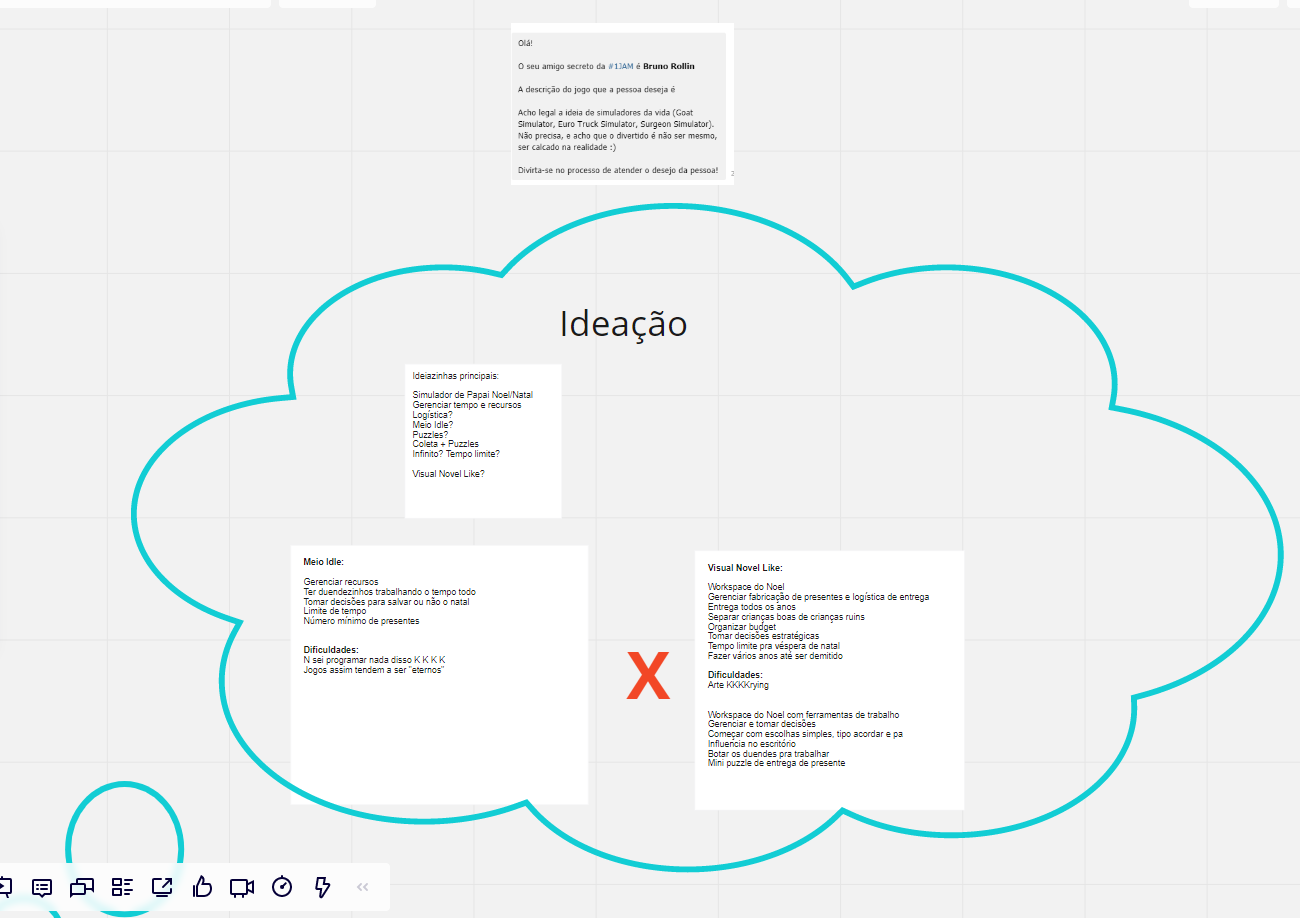 Olá!
O seu amigo secreto da #1JAM é Bruno Rollin
A descrição do jogo que a pessoa deseja é
Acho legal a ideia de simuladores da vida (Goat
Simulator, Euro Truck Simulator, Surgeon Simulator).
Não precisa, e acho que o divertido é não ser mesmo,
ser calcado na realidade :)
Divirta-se no processo de atender o desejo da pessoa!
Ideação
Ideiazinhas principais:
Simulador de Papai Noel/Natal
Gerenciar tempo e recursos
Logística?
Meio Idle?
Puzzles?
Coleta + Puzzles
Infinito? Tempo limite?
Visual Novel Like?
Meio Idle:
Gerenciar recursos
Ter duendezinhos trabalhando o tempo todo
Tomar decisões para salvar ou não o natal
Limite de tempo
Número mínimo de presentes
Dificuldades:
N sei programar nada disso K K K K
Jogos assim tendem a ser "eternos"
X
Visual Novel Like:
Workspace do Noel
Gerenciar fabricação de presentes e logística de entrega
Entrega todos os anos
Separar crianças boas de crianças ruins
Organizar budget
Tomar decisões estratégicas
Tempo limite pra véspera de natal
Fazer vários anos até ser demitido
Dificuldades:
Arte KKKKrying
Workspace do Noel com ferramentas de trabalho
Gerenciar e tomar decisões
Começar com escolhas simples, tipo acordar e pa
Influencia no escritório
Botar os duendes pra trabalhar
Mini puzzle de entrega de presente